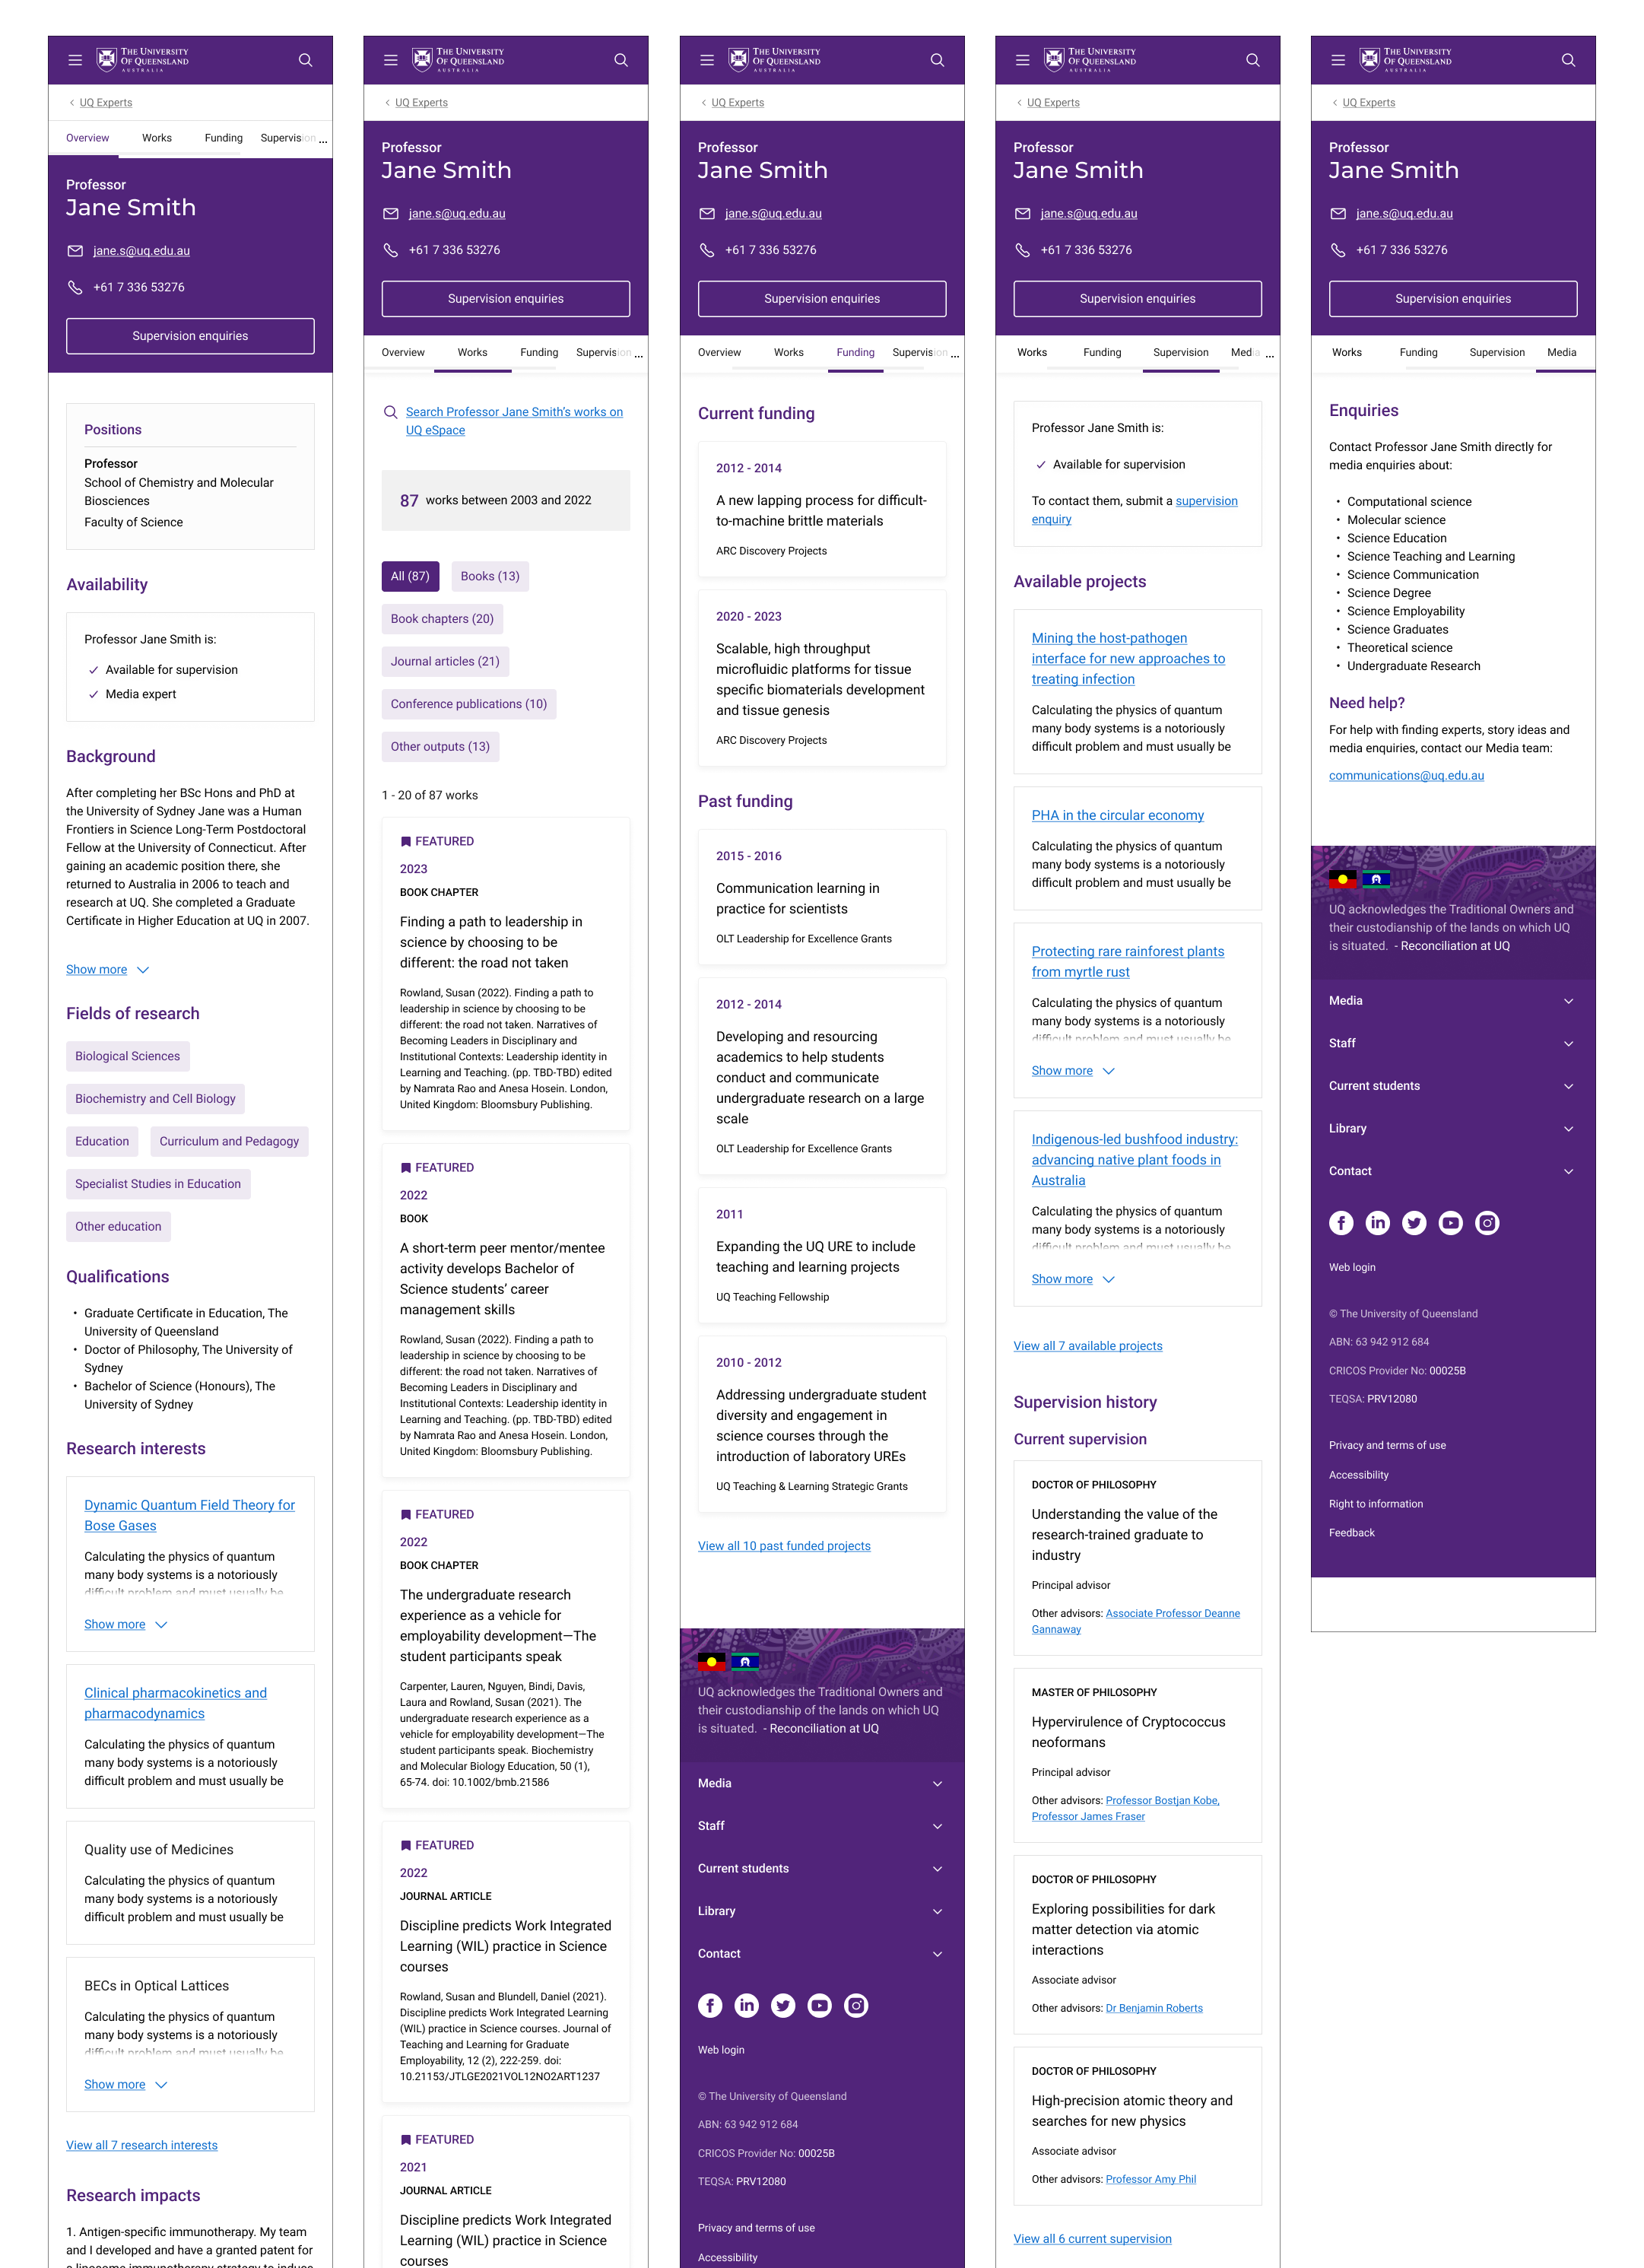 THE UNIVERSITY
OF QUEENSLAND
AUSTRALIA
UQ Experts
Overview
Works
Funding
Supervision
...
Professor
Jane Smith
jane.s@uq.edu.au
+61 7 336 53276
Supervision enquiries
Positions
Professor
School of Chemistry and Molecular
Biosciences
Faculty of Science
Availability
Professor Jane Smith is:
Available for supervision
Media expert
Background
After completing her BSc Hons and PhD at
the University of Sydney Jane was a Human
Frontiers in Science Long-Term Postdoctoral
Fellow at the University of Connecticut. After
gaining an academic position there, she
returned to Australia in 2006 to teach and
research at UQ. She completed a Graduate
Certificate in Higher Education at UQ in 2007.
Show more
Fields of research
Biological Sciences
Biochemistry and Cell Biology
Education
Curriculum and Pedagogy
Specialist Studies in Education
Other education
Qualifications
• Graduate Certificate in Education, The
University of Queensland
• Doctor of Philosophy, The University of
Sydney
• Bachelor of Science (Honours), The
University of Sydney
Research interests
Dynamic Quantum Field Theory for
Bose Gases
Calculating the physics of quantum
many body systems is a notoriously
difficult problem and must usually be
Show more
Clinical pharmacokinetics and
pharmacodynamics
Calculating the physics of quantum
many body systems is a notoriously
difficult problem and must usually be
Quality use of Medicines
Calculating the physics of quantum
many body systems is a notoriously
difficult problem and must usually be
BECs in Optical Lattices
Calculating the physics of quantum
many body systems is a notoriously
difficult problem and must usually be
Show more
View all 7 research interests
Research impacts
1. Antigen-specific immunotherapy. My team
and I developed and have a granted patent for
THE UNIVERSITY
OF QUEENSLAND
AUSTRALIA
UQ Experts
Professor
Jane Smith
jane.s@uq.edu.au
+61 7 336 53276
Supervision enquiries
Overview
Works
Funding
Supervision
...
Search Professor Jane Smith's works on
UQ eSpace
87 works between 2003 and 2022
All (87)
Books (13)
Book chapters (20)
Journal articles (21)
Conference publications (10)
Other outputs (13)
1 - 20 of 87 works
FEATURED
2023
BOOK CHAPTER
Finding a path to leadership in
science by choosing to be
different: the road not taken
Rowland, Susan (2022). Finding a path to
leadership in science by choosing to be
different: the road not taken. Narratives of
Becoming Leaders in Disciplinary and
Institutional Contexts: Leadership identity in
Learning and Teaching. (pp. TBD-TBD) edited
by Namrata Rao and Anesa Hosein. London,
United Kingdom: Bloomsbury Publishing.
FEATURED
2022
BOOK
A short-term peer mentor/mentee
activity develops Bachelor of
Science students' career
management skills
Rowland, Susan (2022). Finding a path to
leadership in science by choosing to be
different: the road not taken. Narratives of
Becoming Leaders in Disciplinary and
Institutional Contexts: Leadership identity in
Learning and Teaching. (pp. TBD-TBD) edited
by Namrata Rao and Anesa Hosein. London,
United Kingdom: Bloomsbury Publishing.
FEATURED
2022
BOOK CHAPTER
The undergraduate research
experience as a vehicle for
employability development—The
student participants speak
Carpenter, Lauren, Nguyen, Bindi, Davis,
Laura and Rowland, Susan (2021). The
undergraduate research experience as a
vehicle for employability development—The
student participants speak. Biochemistry
and Molecular Biology Education, 50 (1),
65-74. doi: 10.1002/bmb.21586
FEATURED
2022
JOURNAL ARTICLE
Discipline predicts Work Integrated
Learning (WIL) practice in Science
courses
Rowland, Susan and Blundell, Daniel (2021).
Discipline predicts Work Integrated Learning
(WIL) practice in Science courses. Journal of
Teaching and Learning for Graduate
Employability, 12 (2), 222-259. doi:
10.21153/JTLGE2021VOL12NO2ART1237
FEATURED
2021
JOURNAL ARTICLE
Discipline predicts Work Integrated
Learning (WIL) practice in Science
courses
THE UNIVERSITY
OF QUEENSLAND
AUSTRALIA
UQ Experts
Professor
Jane Smith
jane.s@uq.edu.au
+61 7 336 53276
Supervision enquiries
Overview
Works
Funding
Supervision
...
Current funding
2012 - 2014
A new lapping process for difficult-
to-machine brittle materials
ARC Discovery Projects
2020 - 2023
Scalable, high throughput
microfluidic platforms for tissue
specific biomaterials development
and tissue genesis
ARC Discovery Projects
Past funding
2015 - 2016
Communication learning in
practice for scientists
OLT Leadership for Excellence Grants
2012 - 2014
Developing and resourcing
academics to help students
conduct and communicate
undergraduate research on a large
scale
OLT Leadership for Excellence Grants
2011
Expanding the UQ URE to include
teaching and learning projects
UQ Teaching Fellowship
2010 - 2012
Addressing undergraduate student
diversity and engagement in
science courses through the
introduction of laboratory UREs
UQ Teaching & Learning Strategic Grants
View all 10 past funded projects
UQ acknowledges the Traditional Owners and
their custodianship of the lands on which UQ
is situated. - Reconciliation at UQ
Media
Staff
Current students
Library
Contact
Web login
© The University of Queensland
ABN: 63 942 912 684
CRICOS Provider No: 00025B
TEQSA: PRV12080
Privacy and terms of use
Accessibility
THE UNIVERSITY
OF QUEENSLAND
AUSTRALIA
UQ Experts
Professor
Jane Smith
jane.s@uq.edu.au
+61 7 336 53276
Supervision enquiries
Works
Funding
Supervision
Media
...
Professor Jane Smith is:
Available for supervision
To contact them, submit a supervision
enquiry
Available projects
Mining the host-pathogen
interface for new approaches to
treating infection
Calculating the physics of quantum
many body systems is a notoriously
difficult problem and must usually be
PHA in the circular economy
Calculating the physics of quantum
many body systems is a notoriously
difficult problem and must usually be
Protecting rare rainforest plants
from myrtle rust
Calculating the physics of quantum
many body systems is a notoriously
difficult problem and must usually be
Show more
Indigenous-led bushfood industry:
advancing native plant foods in
Australia
Calculating the physics of quantum
many body systems is a notoriously
difficult problem and must usually be
Show more
View all 7 available projects
Supervision history
Current supervision
DOCTOR OF PHILOSOPHY
Understanding the value of the
research-trained graduate to
industry
Principal advisor
Other advisors: Associate Professor Deanne
Gannaway
MASTER OF PHILOSOPHY
Hypervirulence of Cryptococcus
neoformans
Principal advisor
Other advisors: Professor Bostjan Kobe,
Professor James Fraser
DOCTOR OF PHILOSOPHY
Exploring possibilities for dark
matter detection via atomic
interactions
Associate advisor
Other advisors: Dr Benjamin Roberts
DOCTOR OF PHILOSOPHY
High-precision atomic theory and
searches for new physics
Associate advisor
Other advisors: Professor Amy Phil
View all 6 current supervision
THE UNIVERSITY
OF QUEENSLAND
AUSTRALIA
UQ Experts
Professor
Jane Smith
jane.s@uq.edu.au
+61 7 336 53276
Supervision enquiries
Works
Funding
Supervision
Media
Enquiries
Contact Professor Jane Smith directly for
media enquiries about:
• Computational science
• Molecular science
• Science Education
• Science Teaching and Learning
• Science Communication
• Science Degree
• Science Employability
• Science Graduates
• Theoretical science
• Undergraduate Research
Need help?
For help with finding experts, story ideas and
media enquiries, contact our Media team:
communications@uq.edu.au
UQ acknowledges the Traditional Owners and
their custodianship of the lands on which UQ
is situated. - Reconciliation at UQ
Media
Staff
Current students
Library
Contact
Web login
© The University of Queensland
ABN: 63 942 912 684
CRICOS Provider No: 00025B
TEQSA: PRV12080
Privacy and terms of use
Accessibility
Right to information
Feedback